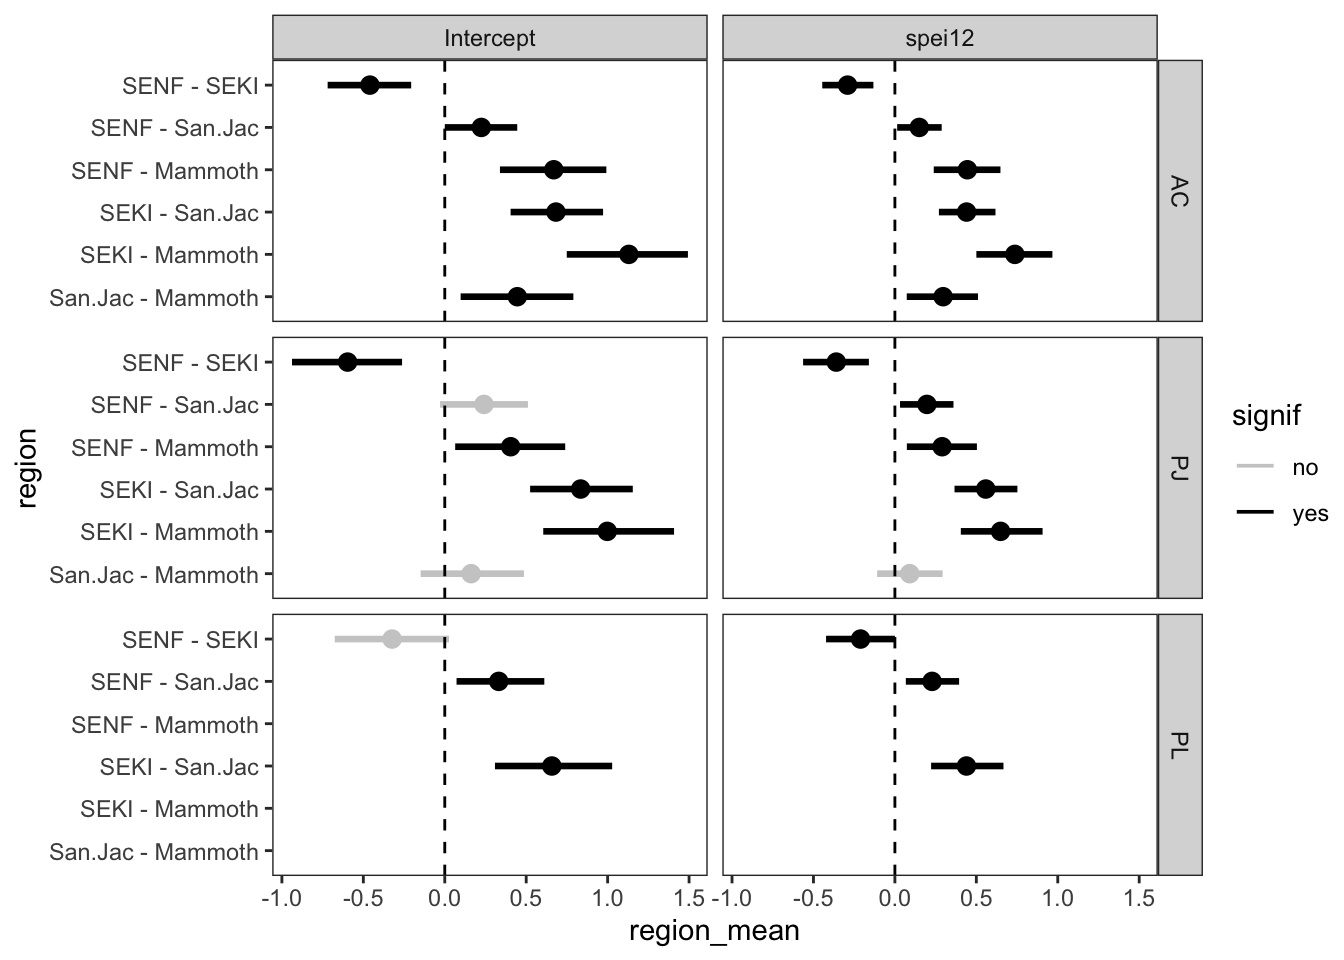 Intercept
spei12
SENF - SEKI
SENF - San.Jac
SENF - Mammoth
SEKI - San.Jac
SEKI - Mammoth
San.Jac - Mammoth
AC
SENF - SEKI
SENF - San.Jac
SENF - Mammoth
SEKI - San.Jac
SEKI - Mammoth
San.Jac - Mammoth
PJ
SENF - SEKI
SENF - San.Jac
SENF - Mammoth
SEKI - San.Jac
SEKI - Mammoth
San.Jac - Mammoth
PL
-1.0 -0.5 0.0 0.5 1.0 1.5
-1.0 -0.5 0.0 0.5 1.0 1.5
region_mean
region
signif
no
yes